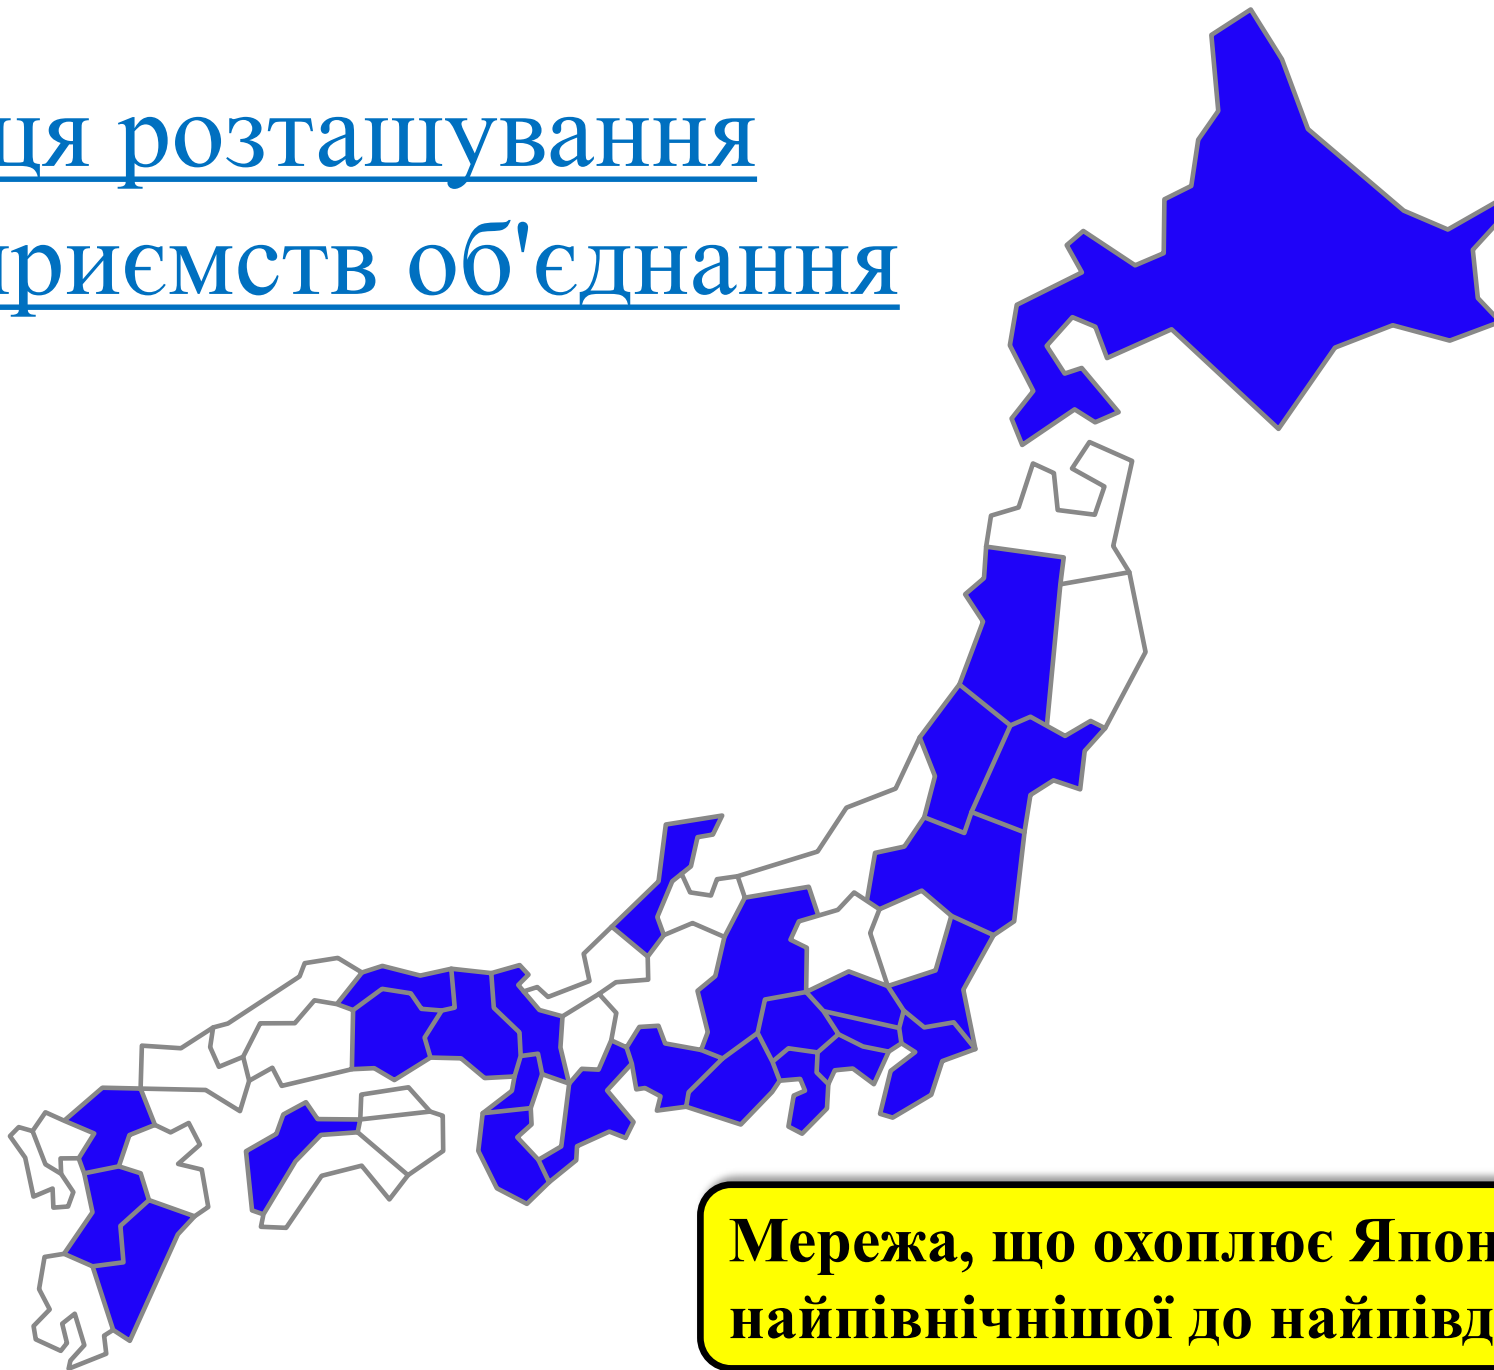 ця розташування
приємств об'єднання
Мережа, що охоплює Япон
найпівнічнішої до найпівд